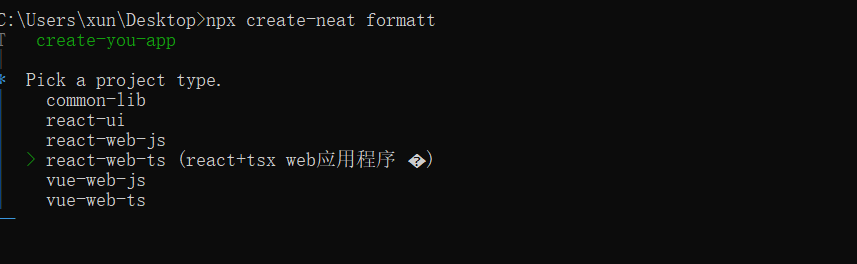 C:\Users\xun\Desktop>npx create-neat formatt
T   create-you-app
*  Pick a project type.
common-lib
react-ui
react-web-js
> react-web-ts (react+tsx web应用程序 �)
vue-web-js
vue-web-ts